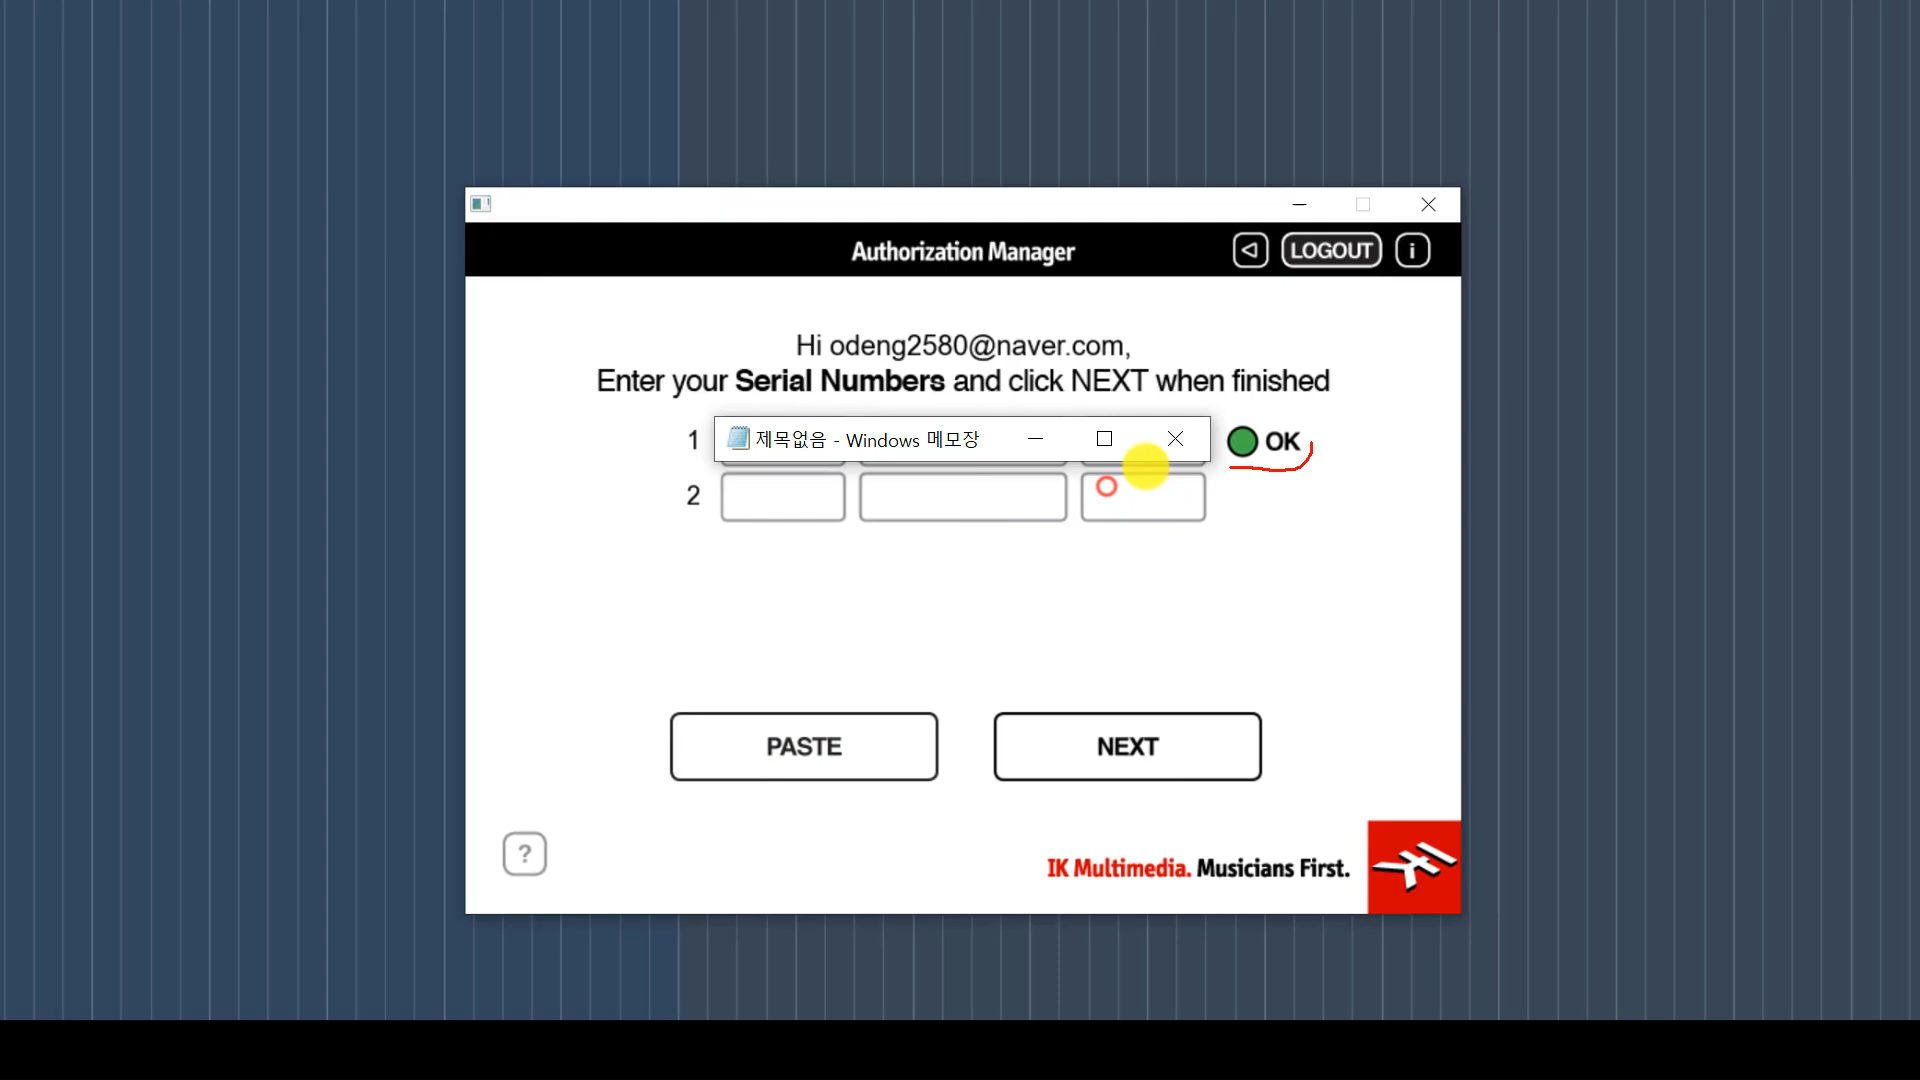 Authorization Manager
LOGOUT
i
Hi odeng2580@naver.com,
Enter your Serial Numbers and click NEXT when finished
1
제목없음 - Windows 메모장
OK
2
PASTE
NEXT
?
IK Multimedia. Musicians First.